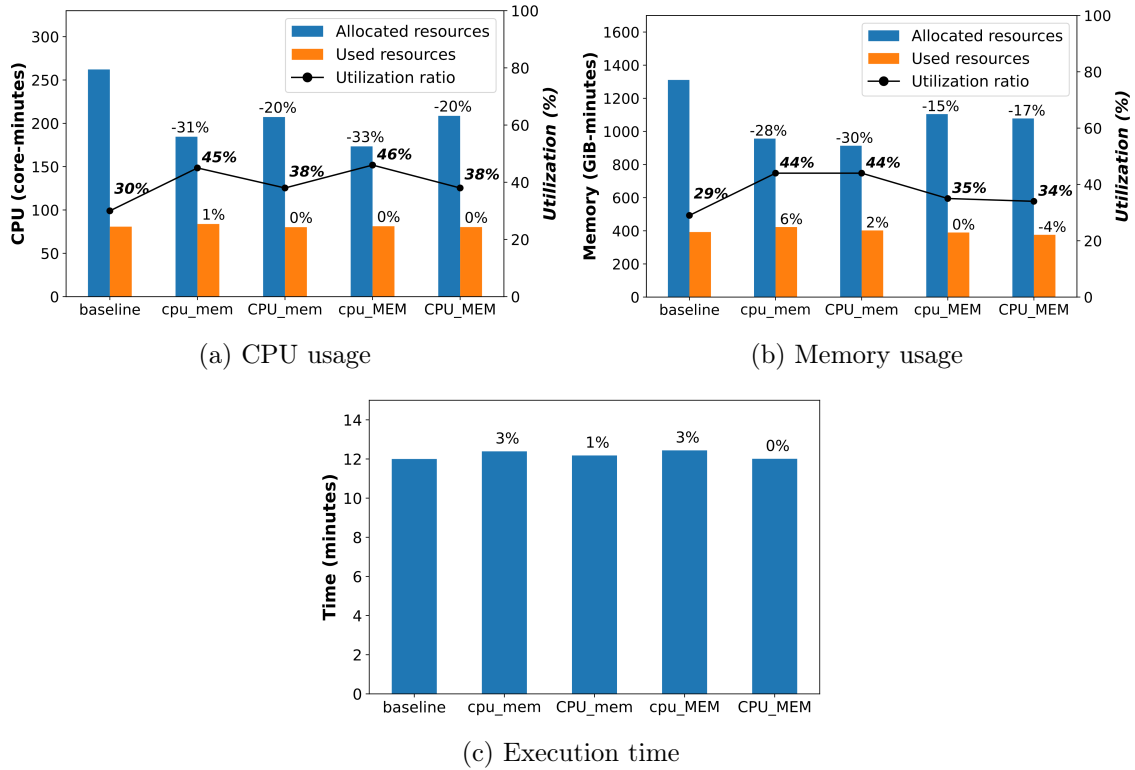 CPU (core-minutes)
300
250
200
150
100
50
0
100
80
60
40
20
0
Utilization (%)
Allocated resources
Used resources
Utilization ratio
-31%
-20%
-33%
-20%
30%
45%
38%
46%
38%
1%
0%
0%
0%
baseline
cpu_mem
CPU_mem
cpu_MEM
CPU_MEM
(a) CPU usage
Memory (GiB-minutes)
1600
1400
1200
1000
800
600
400
200
0
100
80
60
40
20
0
Utilization (%)
Allocated resources
Used resources
Utilization ratio
-28%
-30%
-15%
-17%
29%
44%
44%
35%
34%
6%
2%
0%
-4%
baseline
cpu_mem
CPU_mem
cpu_MEM
CPU_MEM
(b) Memory usage
Time (minutes)
14
12
10
8
6
4
2
0
3%
1%
3%
0%
baseline
cpu_mem
CPU_mem
cpu_MEM
CPU_MEM
(c) Execution time